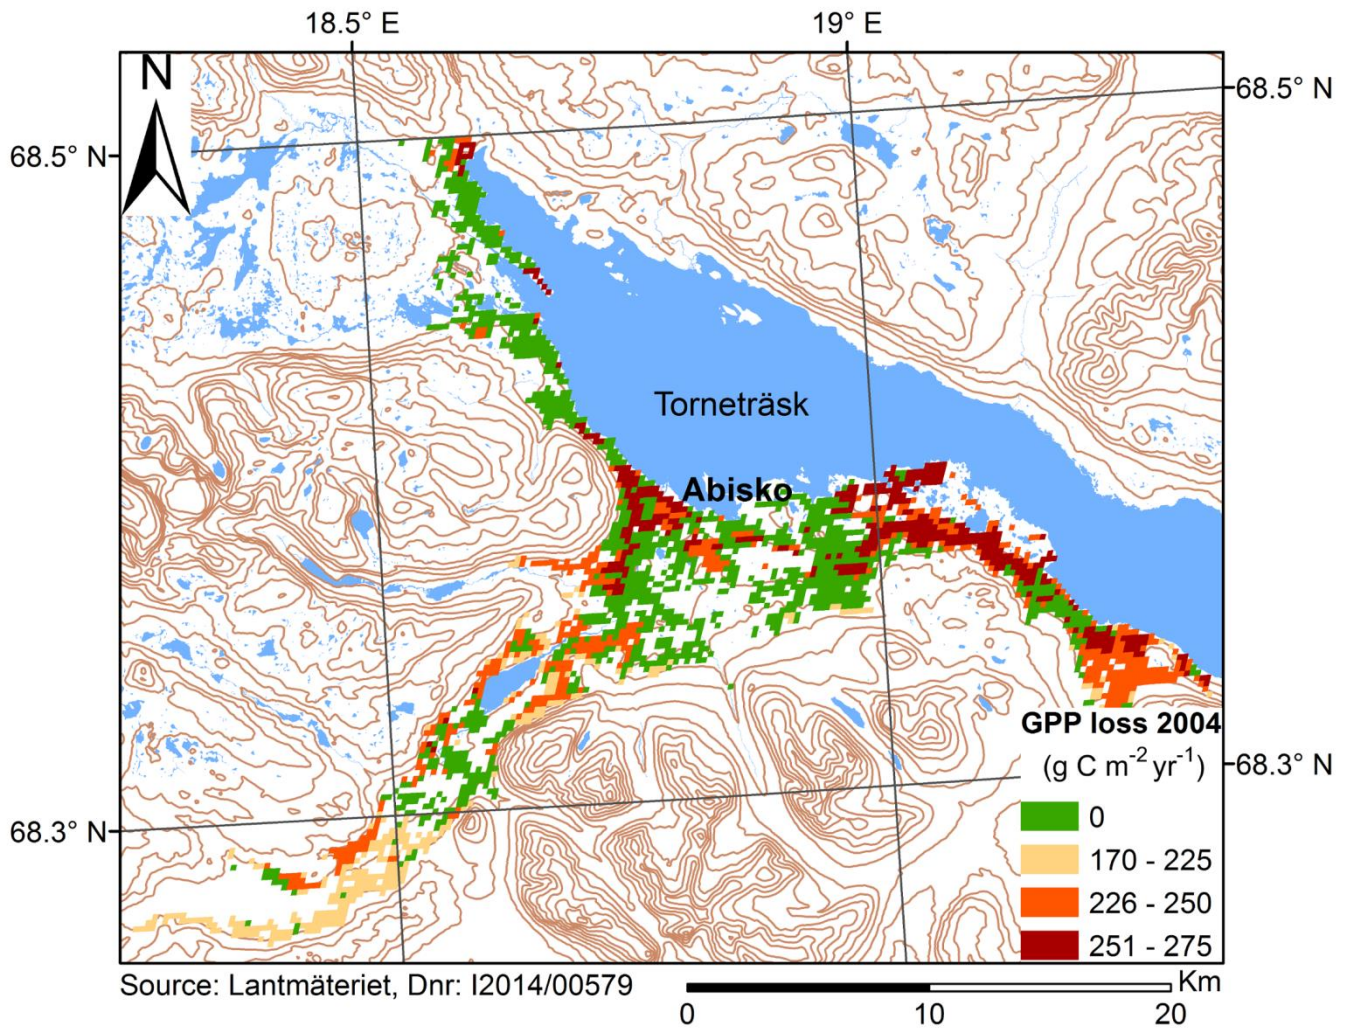 18.5° E
19° E
N
68.5° N
68.5° N
Torneträsk
Abisko
GPP loss 2004
(g C m-2 yr-1)
68.3° N
68.3° N
0
170 - 225
226 - 250
251 - 275
Source: Lantmäteriet, Dnr: I2014/00579
Km
0
10
20